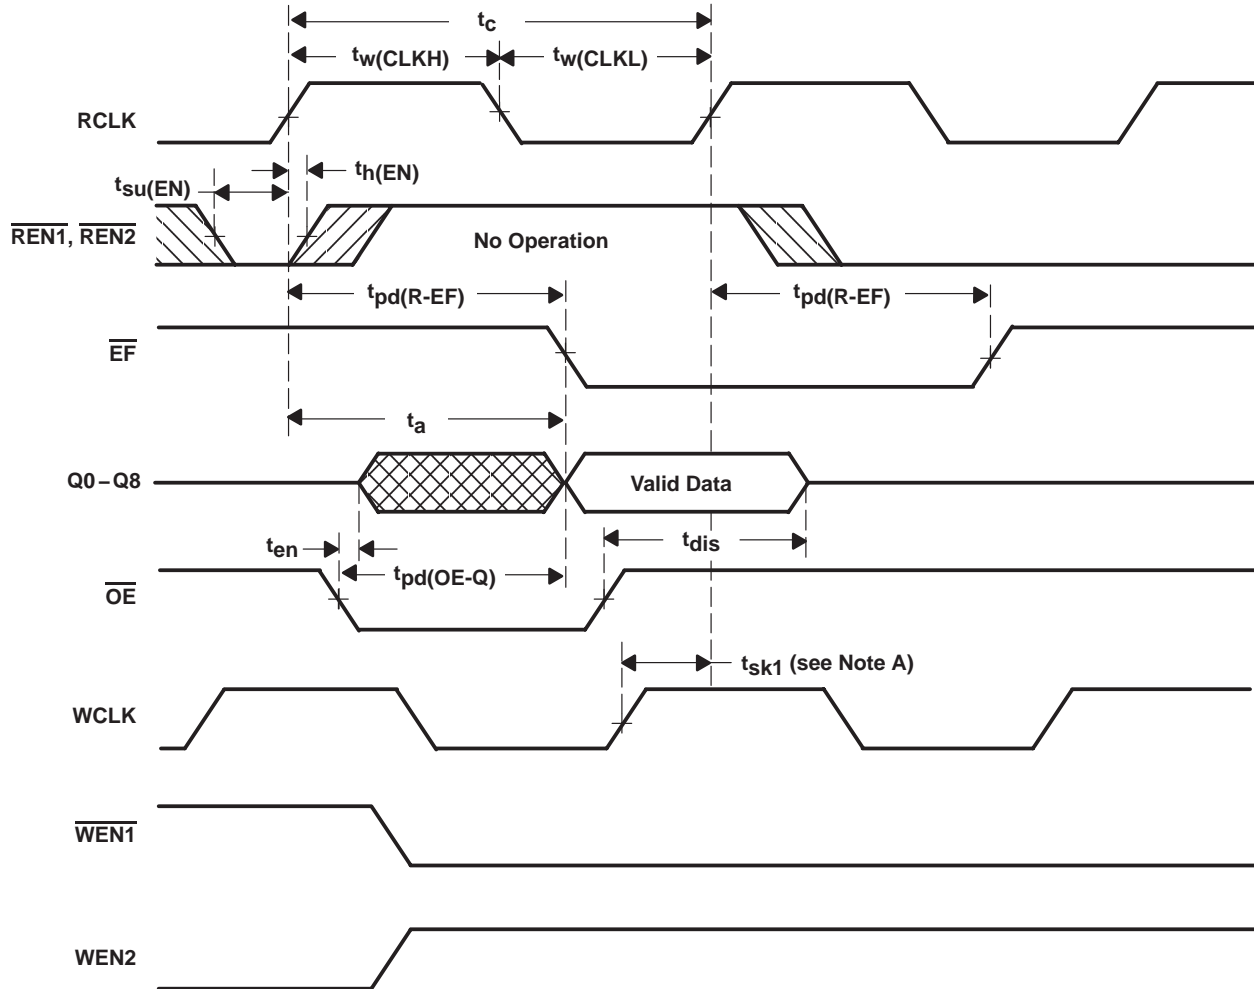 tc
tw(CLKH)
tw(CLKL)
RCLK
tsu(EN)
th(EN)
REN1, REN2
No Operation
tpd(R-EF)
tpd(R-EF)
EF
ta
Q0–Q8
Valid Data
ten
tdis
tpd(OE-Q)
OE
tsk1 (see Note A)
WCLK
WEN1
WEN2